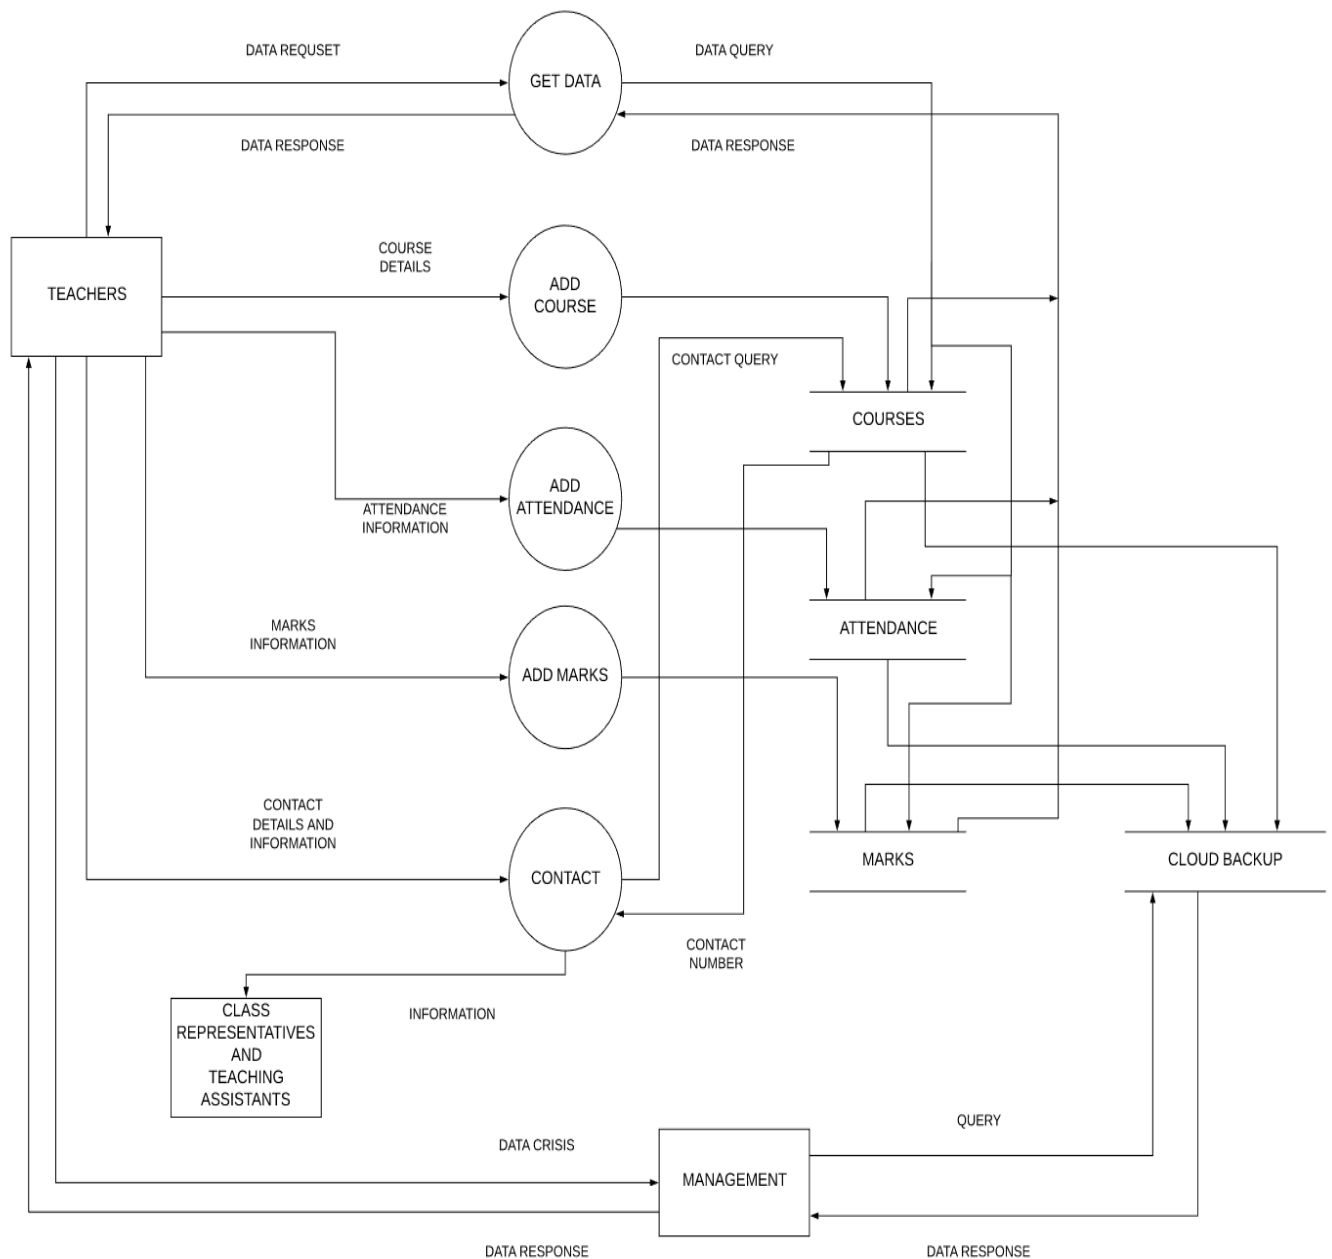 DATA REQUSET
DATA QUERY
GET DATA
DATA RESPONSE
DATA RESPONSE
COURSE
DETAILS
TEACHERS
ADD
COURSE
CONTACT QUERY
COURSES
ADD
ATTENDANCE
ATTENDANCE
INFORMATION
MARKS
INFORMATION
ATTENDANCE
ADD MARKS
CONTACT
DETAILS AND
INFORMATION
MARKS
CLOUD BACKUP
CONTACT
CONTACT
NUMBER
INFORMATION
CLASS
REPRESENTATIVES
AND
TEACHING
ASSISTANTS
QUERY
DATA CRISIS
MANAGEMENT
DATA RESPONSE
DATA RESPONSE